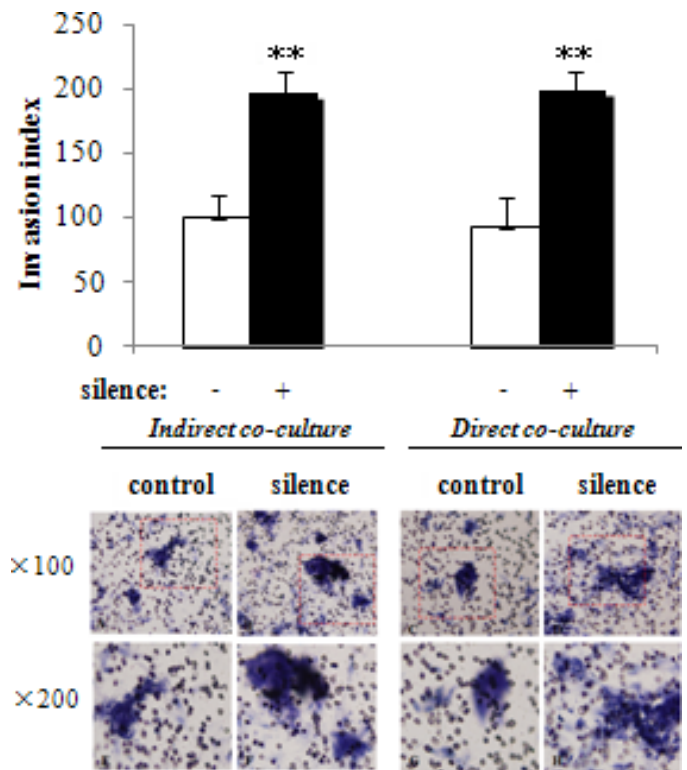 250
** **
200
150
100
50
0
Invasion index
silence: - + - +
Indirect co-culture Direct co-culture
control silence control silence
×100
×200